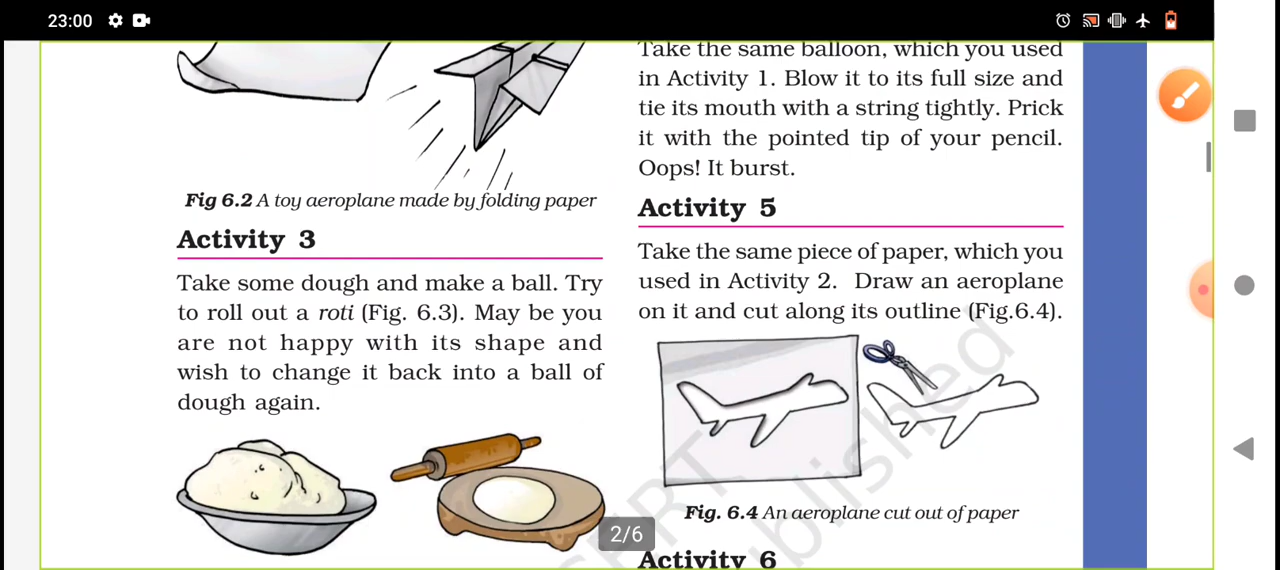 23:00
Fig 6.2 A toy aeroplane made by folding paper
Activity 3
Take some dough and make a ball. Try
to roll out a roti (Fig. 6.3). May be you
are not happy with its shape and
wish to change it back into a ball of
dough again.
Take the same balloon, which you used
in Activity 1. Blow it to its full size and
tie its mouth with a string tightly. Prick
it with the pointed tip of your pencil.
Oops! It burst.
Activity 5
Take the same piece of paper, which you
used in Activity 2. Draw an aeroplane
on it and cut along its outline (Fig.6.4).
Fig. 6.4 An aeroplane cut out of paper
Activity 6
2/6